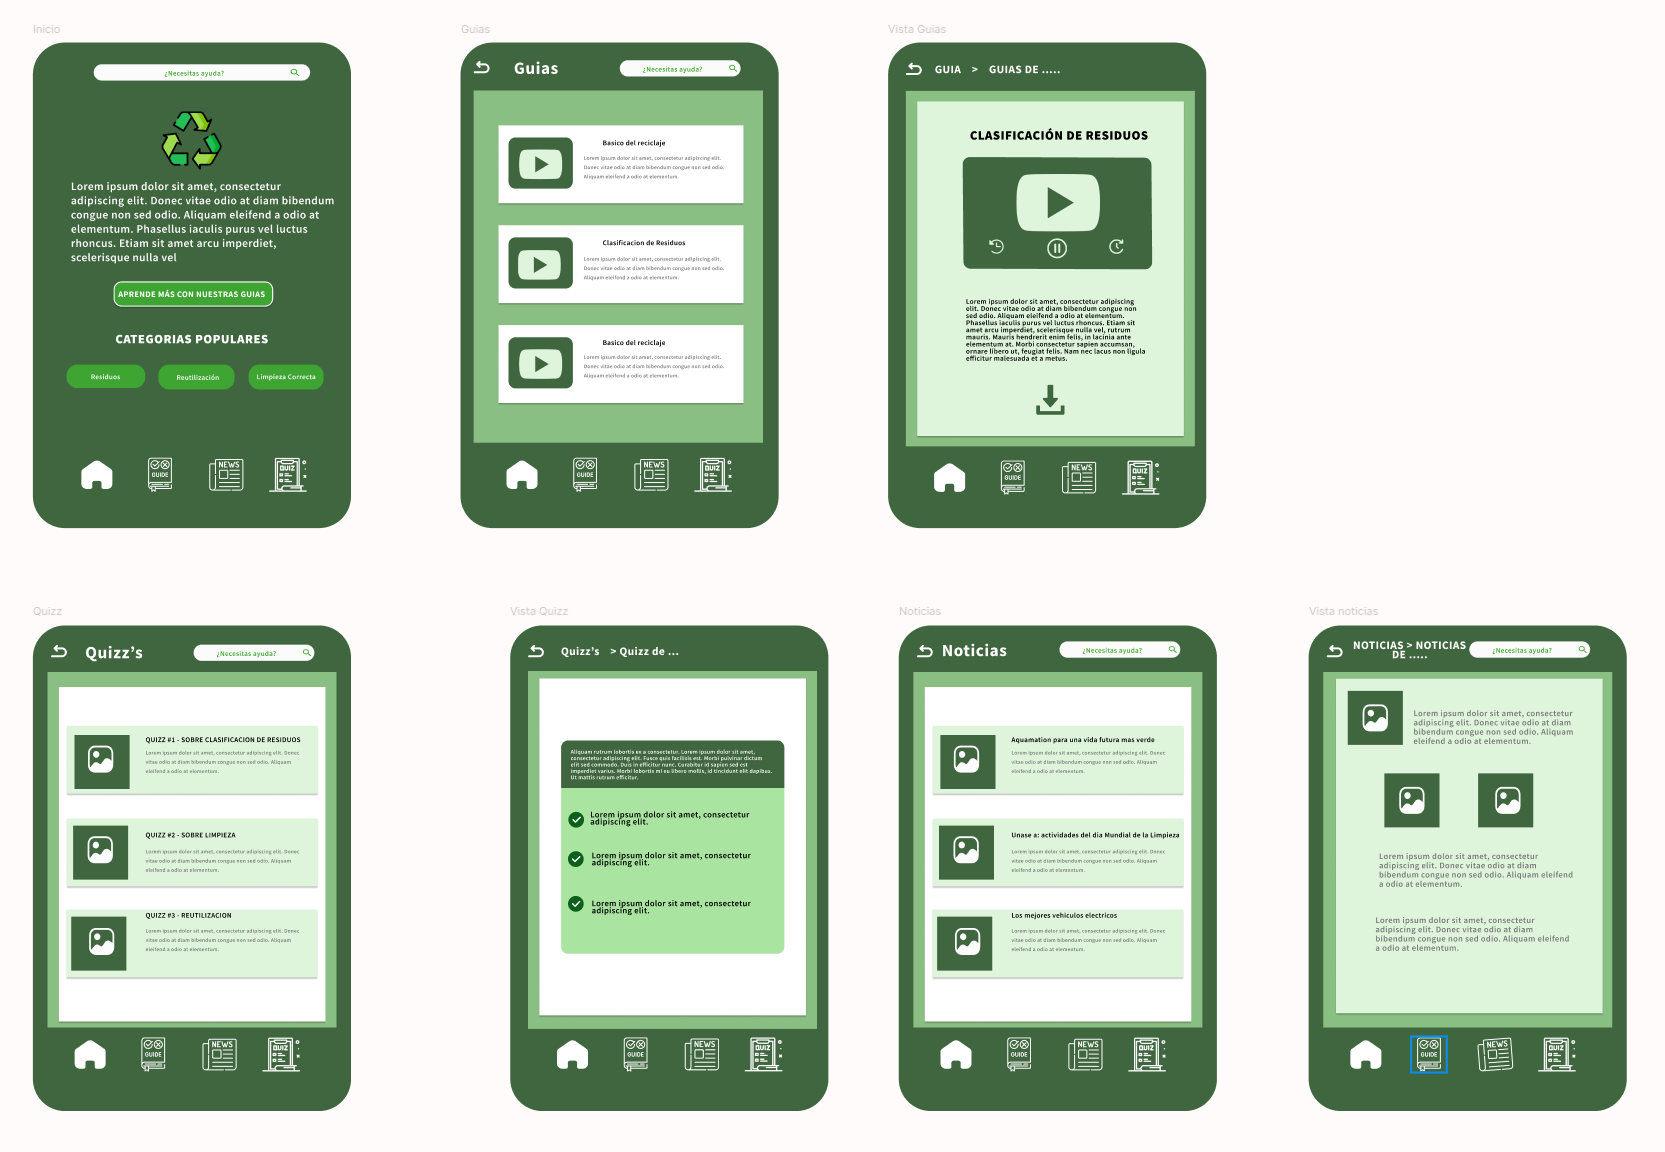 Inicio
¿Necesitas ayuda?
Lorem ipsum dolor sit amet, consectetur
adipiscing elit. Donec vitae odio at diam bibendum
congue non sed odio. Aliquam eleifend a odio at
elementum. Phasellus iaculis purus vel luctus
rhoncus. Etiam sit amet arcu imperdiet,
scelerisque nulla vel
APRENDE MÁS CON NUESTRAS GUIAS
CATEGORIAS POPULARES
Residuos
Reutilización
Limpieza Correcta
GUIDE
NEWS
QUIZ
Guias
Guias
¿Necesitas ayuda?
Basico del reciclaje
Lorem ipsum dolor sit amet, consectetur adipiscing elit.
Donec vitae odio at diam bibendum congue non sed odio.
Aliquam eleifend a odio at elementum.
Clasificacion de Residuos
Lorem ipsum dolor sit amet, consectetur adipiscing elit.
Donec vitae odio at diam bibendum congue non sed odio.
Aliquam eleifend a odio at elementum.
Basico del reciclaje
Lorem ipsum dolor sit amet, consectetur adipiscing elit.
Donec vitae odio at diam bibendum congue non sed odio.
Aliquam eleifend a odio at elementum.
GUIDE
NEWS
QUIZ
Vista Guias
GUIA > GUIAS DE .....
CLASIFICACIÓN DE RESIDUOS
Lorem ipsum dolor sit amet, consectetur adipiscing
elit. Donec vitae odio at diam bibendum congue non
sed odio. Aliquam eleifend a odio at elementum.
Phasellus iaculis purus vel luctus rhoncus. Etiam sit
amet arcu imperdiet, scelerisque nulla vel, rutrum
mauris. Mauris hendrerit enim felis, in lacinia ante
elementum at. Morbi consectetur sapien accumsan,
ornare libero ut, feugiat felis. Nam nec lacus non ligula
efficitur malesuada et a metus.
GUIDE
NEWS
QUIZ
Quizz
Quizz's
¿Necesitas ayuda?
QUIZZ #1 - SOBRE CLASIFICACION DE RESIDUOS
Lorem ipsum dolor sit amet, consectetur adipiscing elit. Donec
vitae odio at diam bibendum congue non sed odio. Aliquam
eleifend a odio at elementum.
QUIZZ #2 - SOBRE LIMPIEZA
Lorem ipsum dolor sit amet, consectetur adipiscing elit. Donec
vitae odio at diam bibendum congue non sed odio. Aliquam
eleifend a odio at elementum.
QUIZZ #3 - REUTILIZACION
Lorem ipsum dolor sit amet, consectetur adipiscing elit. Donec
vitae odio at diam bibendum congue non sed odio. Aliquam
eleifend a odio at elementum.
GUIDE
NEWS
QUIZ
Vista Quizz
Quizz's > Quizz de ...
Aliquam rutrum lobortis ex a consectetur. Lorem ipsum dolor sit amet,
consectetur adipiscing elit. Fusce quis facilisis est. Morbi pulvinar dictum
elit sed commodo. Duis in efficitur nunc. Curabitur id sapien sed est
imperdiet varius. Morbi lobortis mi eu libero mollis, id tincidunt elit dapibus.
Ut mattis rutrum efficitur.
Lorem ipsum dolor sit amet, consectetur
adipiscing elit.
Lorem ipsum dolor sit amet, consectetur
adipiscing elit.
Lorem ipsum dolor sit amet, consectetur
adipiscing elit.
GUIDE
NEWS
QUIZ
Noticias
Noticias
¿Necesitas ayuda?
Aquamation para una vida futura mas verde
Lorem ipsum dolor sit amet, consectetur adipiscing elit. Donec
vitae odio at diam bibendum congue non sed odio. Aliquam
eleifend a odio at elementum.
Unase a: actividades del dia Mundial de la Limpieza
Lorem ipsum dolor sit amet, consectetur adipiscing elit. Donec
vitae odio at diam bibendum congue non sed odio. Aliquam
eleifend a odio at elementum.
Los mejores vehiculos electricos
Lorem ipsum dolor sit amet, consectetur adipiscing elit. Donec
vitae odio at diam bibendum congue non sed odio. Aliquam
eleifend a odio at elementum.
GUIDE
NEWS
QUIZ
Vista noticias
NOTICIAS > NOTICIAS
DE .....
¿Necesitas ayuda?
Lorem ipsum dolor sit amet, consectetur
adipiscing elit. Donec vitae odio at diam
bibendum congue non sed odio. Aliquam
eleifend a odio at elementum.
Lorem ipsum dolor sit amet, consectetur
adipiscing elit. Donec vitae odio at diam
bibendum congue non sed odio. Aliquam eleifend
a odio at elementum.
Lorem ipsum dolor sit amet, consectetur
adipiscing elit. Donec vitae odio at diam
bibendum congue non sed odio. Aliquam eleifend
a odio at elementum.
GUIDE
NEWS
QUIZ